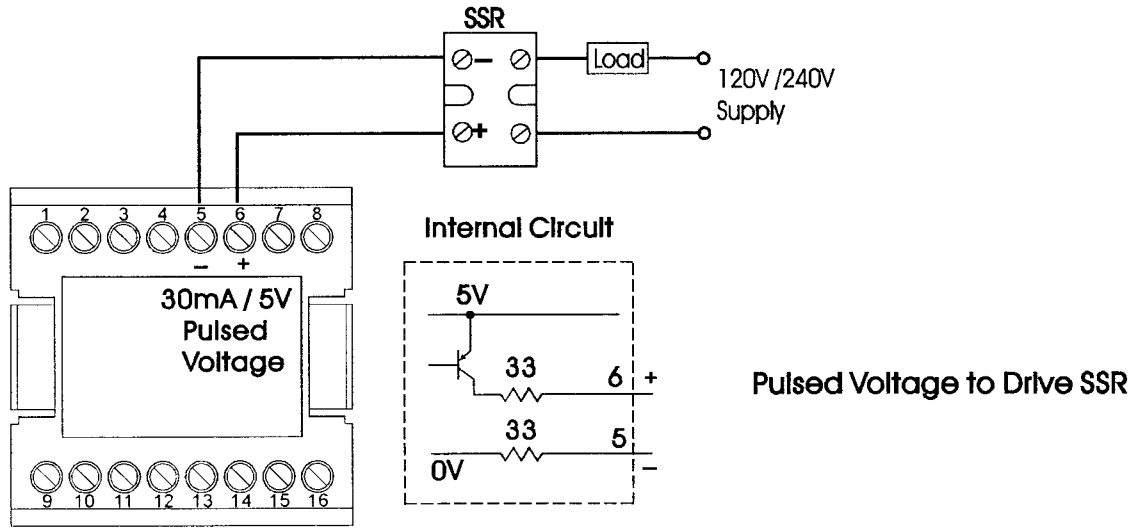 SSR
−
Load
120V /240V
Supply
+
1 2 3 4 5 6 7 8
− +
30mA / 5V
Pulsed
Voltage
9 10 11 12 13 14 15 16
Internal Circuit
5V
33 6 +
33 5
0V −
Pulsed Voltage to Drive SSR